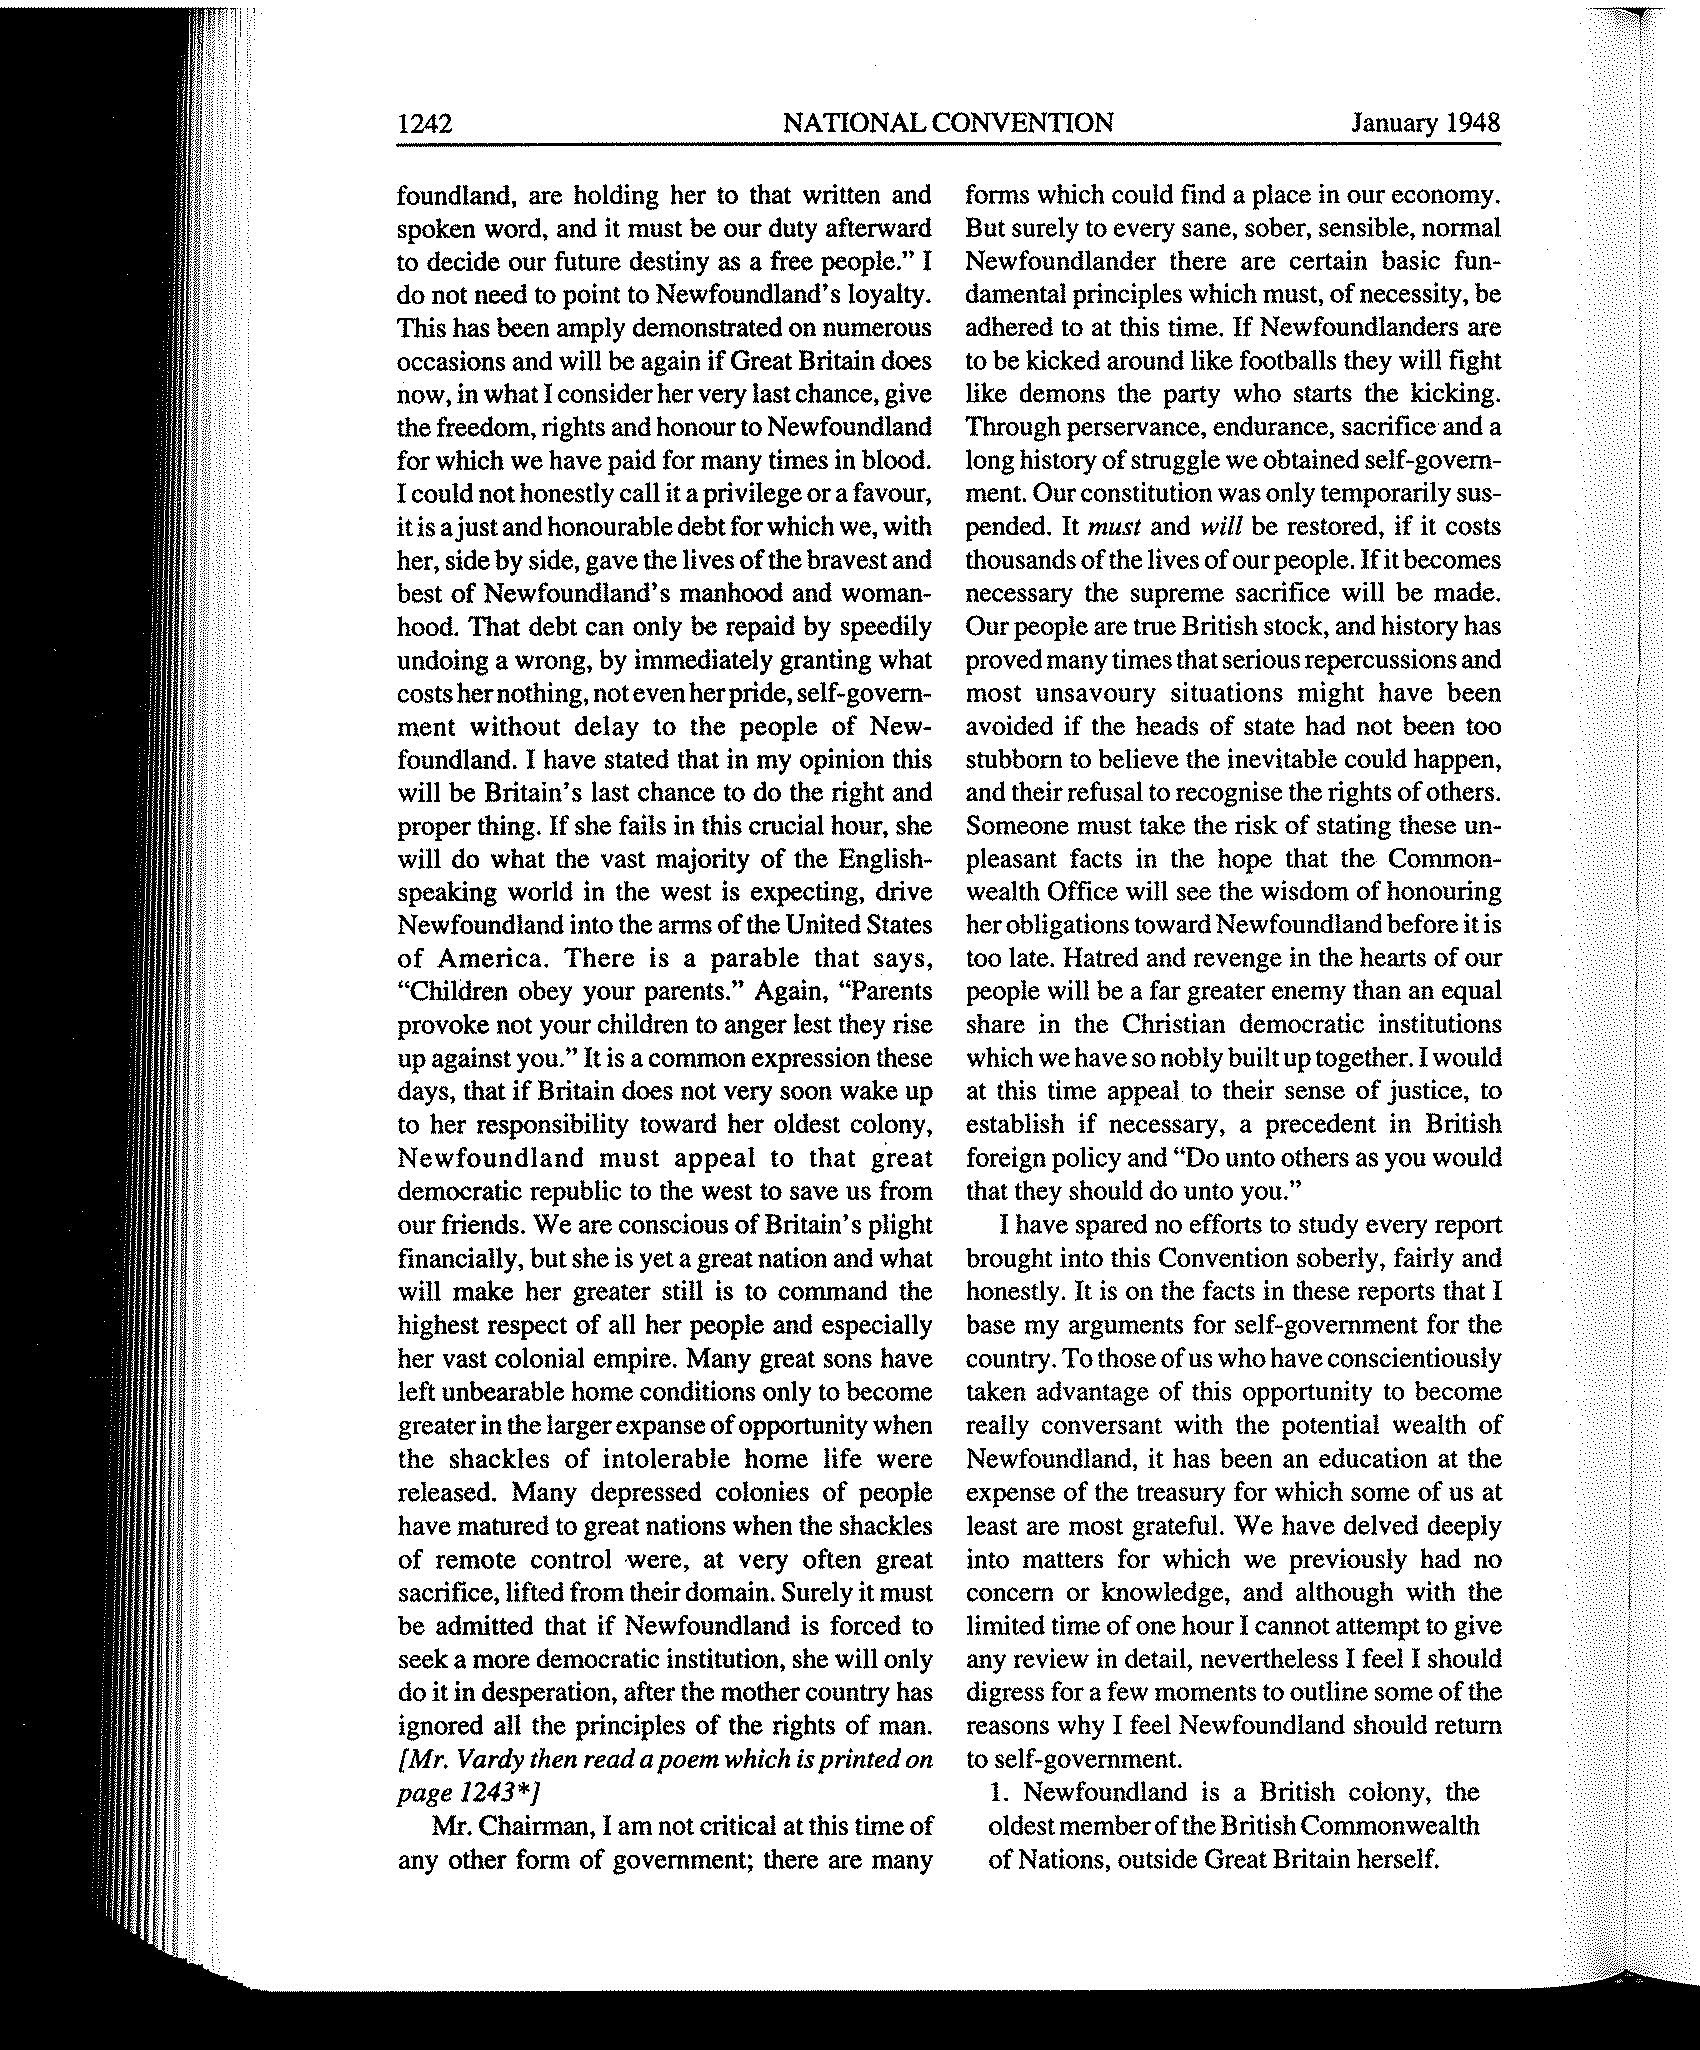 1242 NATIONAL CONVENTION January 1948
foundland, are holding her to that written and
spoken word, and it must be our duty afterward
to decide our future destiny as a free people.” I
do not need to point to Newfoundland's loyalty.
This has been amply demonstrated on numerous
occasions and will be again if Great Britain does
now, in what I consider her very last chance, give
the freedom, rights and honour to Newfoundland
for which we have paid for many times in blood.
I could not honestly call it a privilege or a favour,
it is a just and honourable debt for which we, with
her, side by side, gave the lives of the bravest and
best of Newfoundland's manhood and woman-
hood. That debt can only be repaid by speedily
undoing a wrong, by immediately granting what
costs her nothing, not even her pride, self-govern-
ment without delay to the people of New-
foundland. I have stated that in my opinion this
will be Britain's last chance to do the right and
proper thing. If she fails in this crucial hour, she
will do what the vast majority of the English-
speaking world in the west is expecting, drive
Newfoundland into the arms of the United States
of America. There is a parable that says,
“Children obey your parents.” Again, “Parents
provoke not your children to anger lest they rise
up against you.” It is a common expression these
days, that if Britain does not very soon wake up
to her responsibility toward her oldest colony,
Newfoundland must appeal to that great
democratic republic to the west to save us from
our friends. We are conscious of Britain's plight
financially, but she is yet a great nation and what
will make her greater still is to command the
highest respect of all her people and especially
her vast colonial empire. Many great sons have
left unbearable home conditions only to become
greater in the larger expanse of opportunity when
the shackles of intolerable home life were
released. Many depressed colonies of people
have matured to great nations when the shackles
of remote control were, at very often great
sacrifice, lifted from their domain. Surely it must
be admitted that if Newfoundland is forced to
seek a more democratic institution, she will only
do it in desperation, after the mother country has
ignored all the principles of the rights of man.
[Mr. Vardy then read a poem which is printed on
page 1243*]
Mr. Chairman, I am not critical at this time of
any other form of government; there are many
forms which could find a place in our economy.
But surely to every sane, sober, sensible, normal
Newfoundlander there are certain basic fun-
damental principles which must, of necessity, be
adhered to at this time. If Newfoundlanders are
to be kicked around like footballs they will fight
like demons the party who starts the kicking.
Through perservance, endurance, sacrifice and a
long history of struggle we obtained self-govern-
ment. Our constitution was only temporarily sus-
pended. It must and will be restored, if it costs
thousands of the lives of our people. If it becomes
necessary the supreme sacrifice will be made.
Our people are true British stock, and history has
proved many times that serious repercussions and
most unsavoury situations might have been
avoided if the heads of state had not been too
stubborn to believe the inevitable could happen,
and their refusal to recognise the rights of others.
Someone must take the risk of stating these un-
pleasant facts in the hope that the Common-
wealth Office will see the wisdom of honouring
her obligations toward Newfoundland before it is
too late. Hatred and revenge in the hearts of our
people will be a far greater enemy than an equal
share in the Christian democratic institutions
which we have so nobly built up together. I would
at this time appeal to their sense of justice, to
establish if necessary, a precedent in British
foreign policy and “Do unto others as you would
that they should do unto you.”
I have spared no efforts to study every report
brought into this Convention soberly, fairly and
honestly. It is on the facts in these reports that I
base my arguments for self-government for the
country. To those of us who have conscientiously
taken advantage of this opportunity to become
really conversant with the potential wealth of
Newfoundland, it has been an education at the
expense of the treasury for which some of us at
least are most grateful. We have delved deeply
into matters for which we previously had no
concern or knowledge, and although with the
limited time of one hour I cannot attempt to give
any review in detail, nevertheless I feel I should
digress for a few moments to outline some of the
reasons why I feel Newfoundland should return
to self-government.
1. Newfoundland is a British colony, the
oldest member of the British Commonwealth
of Nations, outside Great Britain herself.